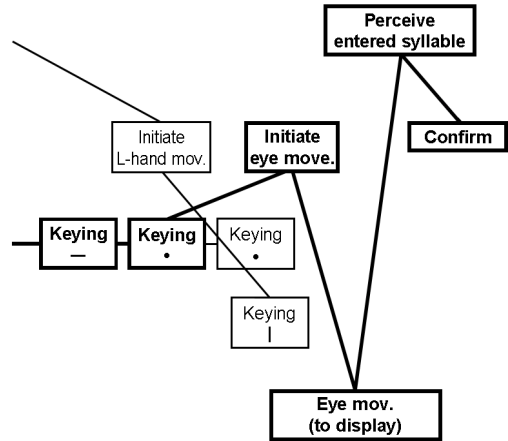 Perceive
entered syllable
Initiate
L-hand mov.
Initiate
eye move.
Confirm
Keying
—
Keying
•
Keying
•
Keying
|
Eye mov.
(to display)